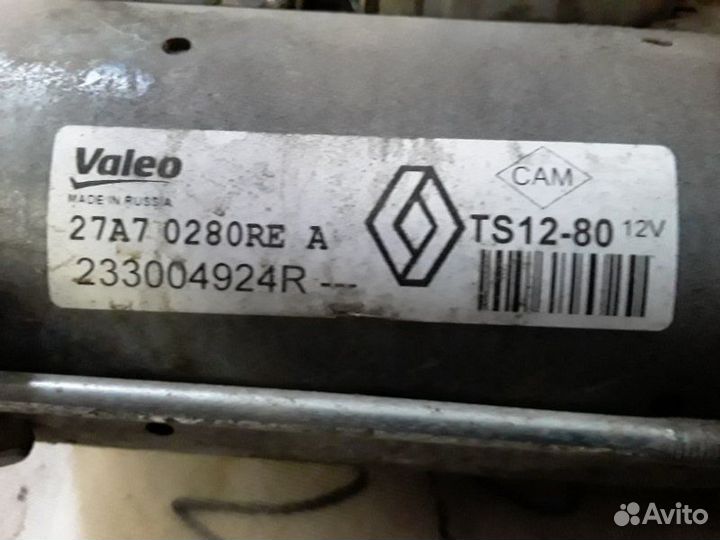 Valeo
MADE IN RUSSIA
27A7 0280RE A
233004924R ---
CAM
TS12-80 12V
Avito